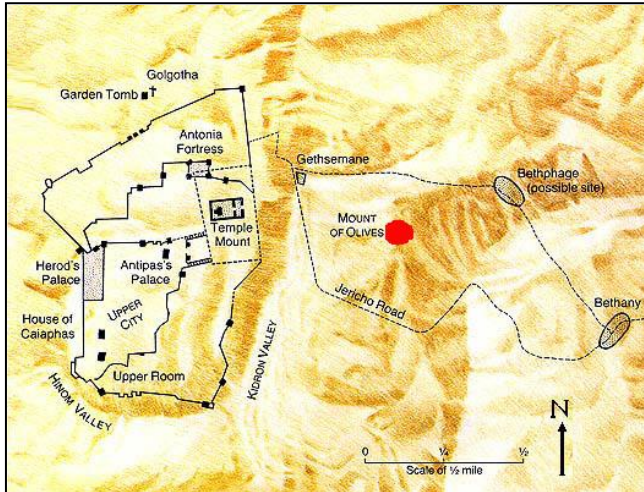 Golgotha
Garden Tomb
Antonia
Fortress
Gethsemane
Bethphage
(possible site)
MOUNT
OF OLIVES
Temple
Mount
Herod's
Palace
Antipas's
Palace
Jericho Road
House of
Caiaphas
UPPER
CITY
Bethany
KIDRON VALLEY
Upper Room
HINOM VALLEY
N
0 ¼ ½
Scale of ½ mile